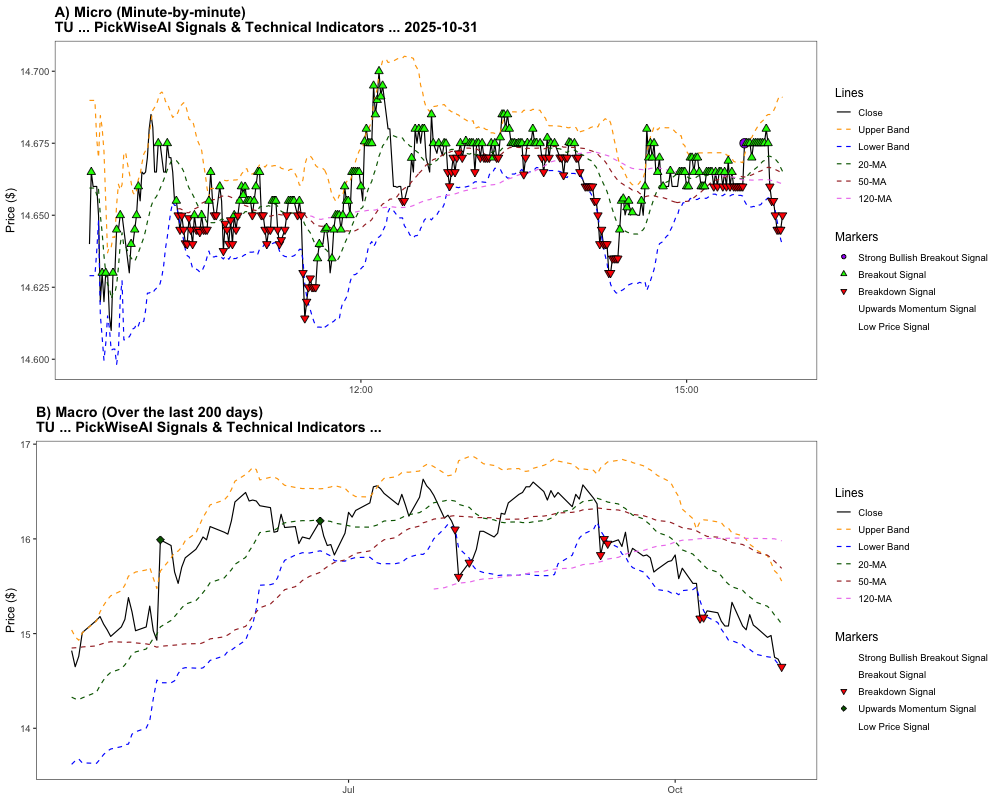 A) Micro (Minute-by-minute)
TU ... PickWiseAI Signals & Technical Indicators ... 2025-10-31
Price ($)
14.700
14.675
14.650
14.625
14.600
12:00
15:00
Lines
Close
Upper Band
Lower Band
20-MA
50-MA
120-MA
Markers
Strong Bullish Breakout Signal
Breakout Signal
Breakdown Signal
Upwards Momentum Signal
Low Price Signal
B) Macro (Over the last 200 days)
TU ... PickWiseAI Signals & Technical Indicators ...
Price ($)
17
16
15
14
Jul
Oct
Lines
Close
Upper Band
Lower Band
20-MA
50-MA
120-MA
Markers
Strong Bullish Breakout Signal
Breakout Signal
Breakdown Signal
Upwards Momentum Signal
Low Price Signal